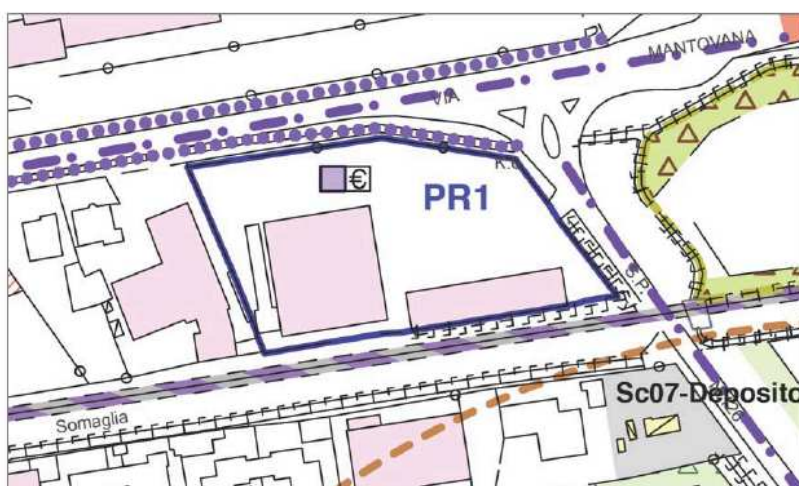 MANTOVANA
VIA
€
PR1
S.P.
Somaglia
Sc07-Deposito